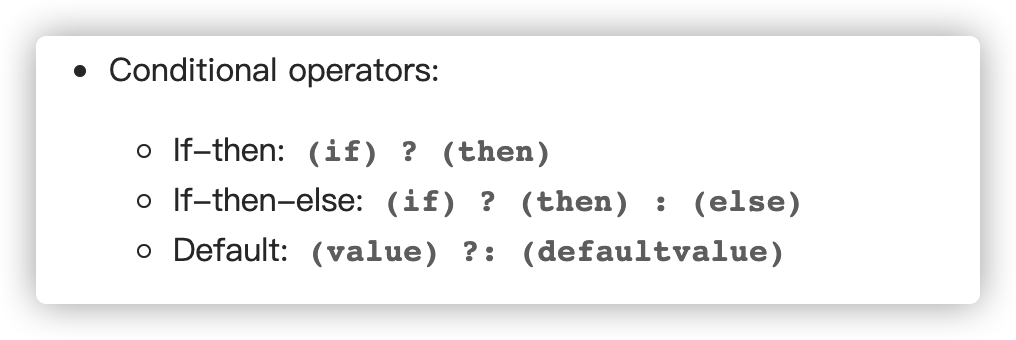 • Conditional operators:
◦ If–then: (if) ? (then)
◦ If–then–else: (if) ? (then) : (else)
◦ Default: (value) ?: (defaultvalue)